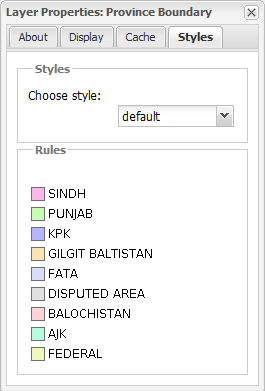 Layer Properties: Province Boundary
About Display Cache Styles
Styles
Choose style:
default
Rules
SINDH
PUNJAB
KPK
GILGIT BALTISTAN
FATA
DISPUTED AREA
BALOCHISTAN
AJK
FEDERAL